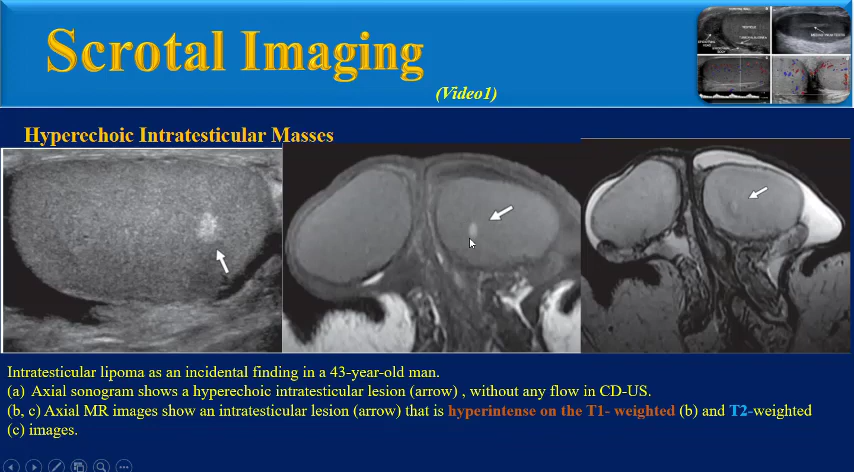 Scrotal Imaging
(Video1)
Hyperechoic Intratesticular Masses
Intratesticular lipoma as an incidental finding in a 43-year-old man.
(a) Axial sonogram shows a hyperechoic intratesticular lesion (arrow) , without any flow in CD-US.
(b, c) Axial MR images show an intratesticular lesion (arrow) that is hyperintense on the T1- weighted (b) and T2-weighted
(c) images.